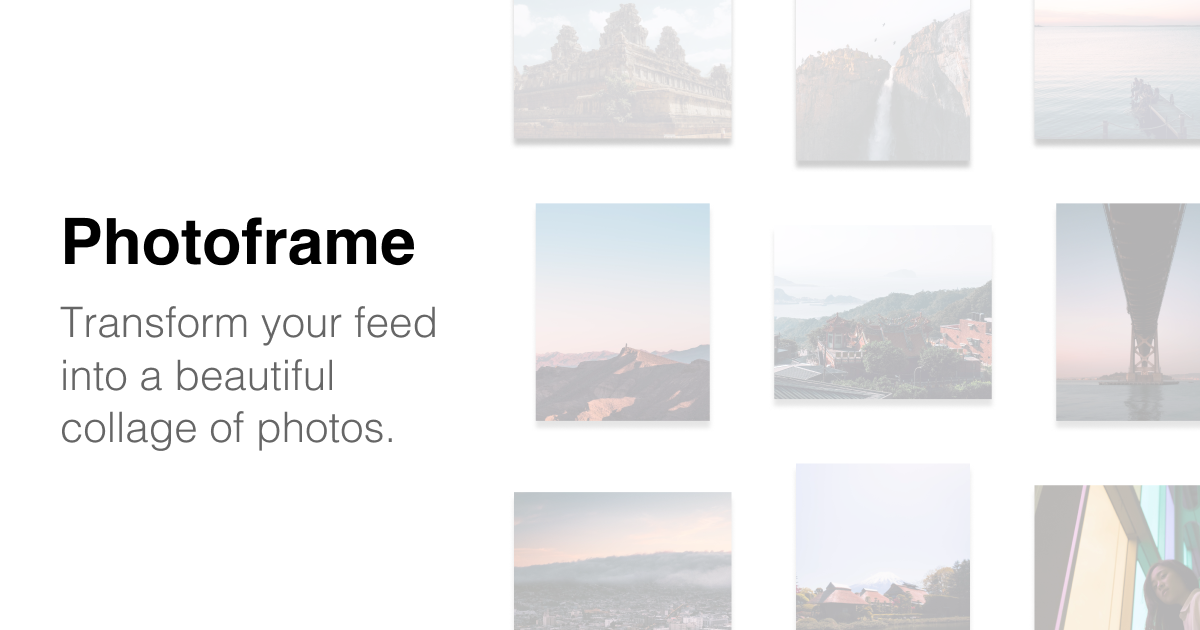 Photoframe
Transform your feed
into a beautiful
collage of photos.